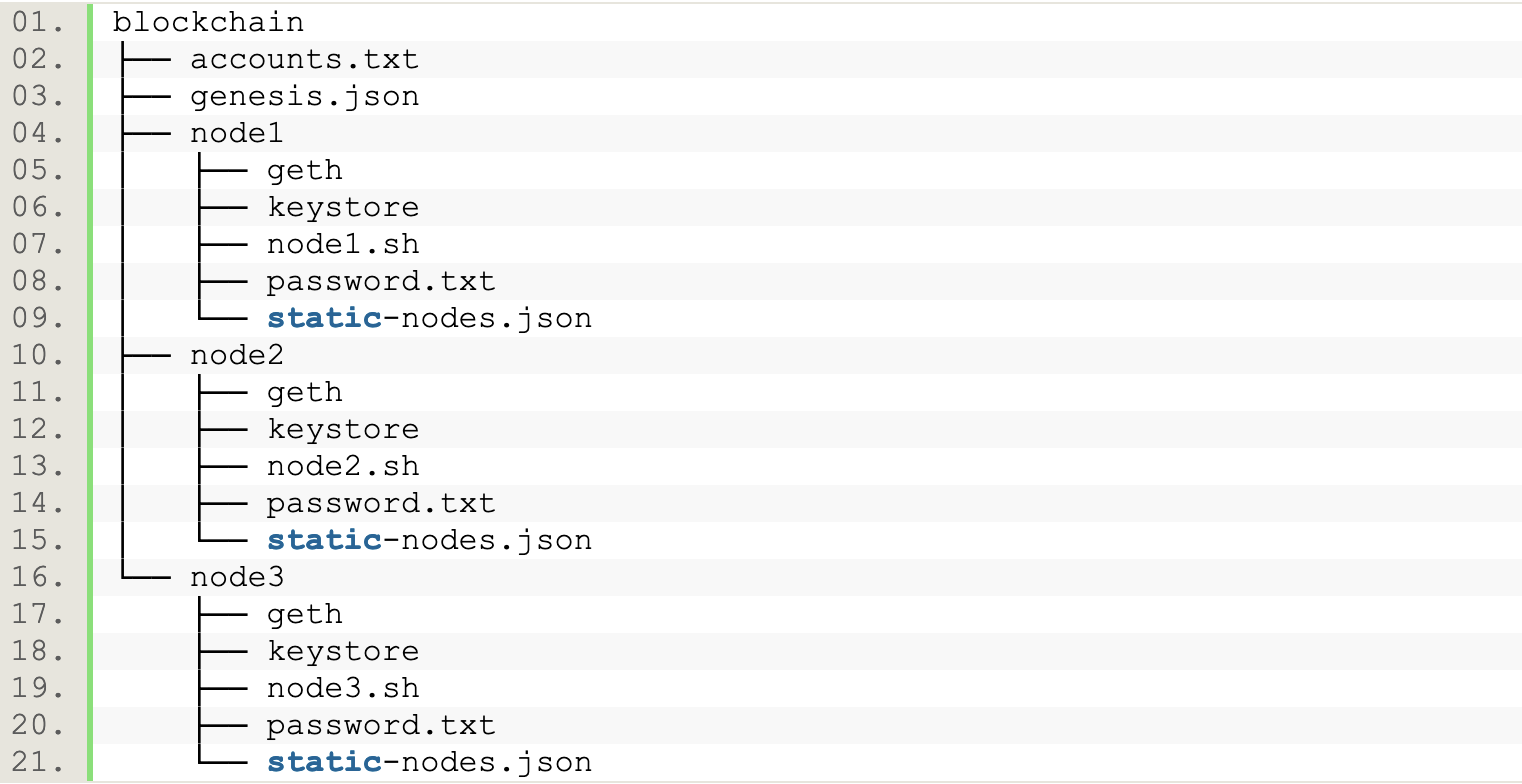 01. blockchain
02. ├── accounts.txt
03. ├── genesis.json
04. ├── node1
05. │   ├── geth
06. │   ├── keystore
07. │   ├── node1.sh
08. │   ├── password.txt
09. │   └── static-nodes.json
10. ├── node2
11. │   ├── geth
12. │   ├── keystore
13. │   ├── node2.sh
14. │   ├── password.txt
15. │   └── static-nodes.json
16. └── node3
17.     ├── geth
18.     ├── keystore
19.     ├── node3.sh
20.     ├── password.txt
21.     └── static-nodes.json